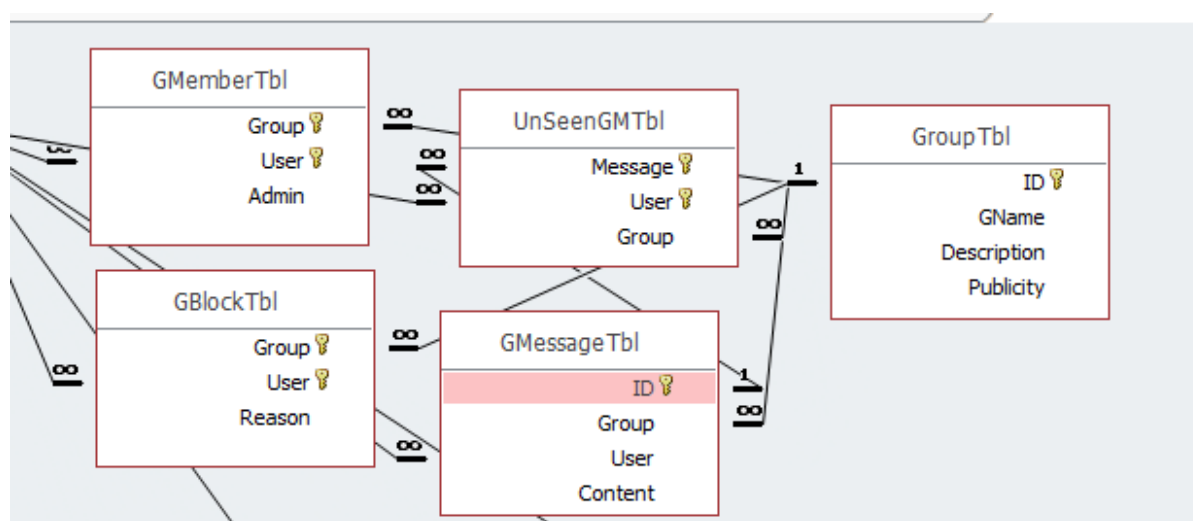 GMemberTbl
Group
User
Admin
∞
∞
∞
∞
UnSeenGMTbl
Message
User
Group
1
∞
GroupTbl
ID
GName
Description
Publicity
∞
GBlockTbl
Group
User
Reason
∞
∞
GMessageTbl
ID
Group
User
Content
1
∞